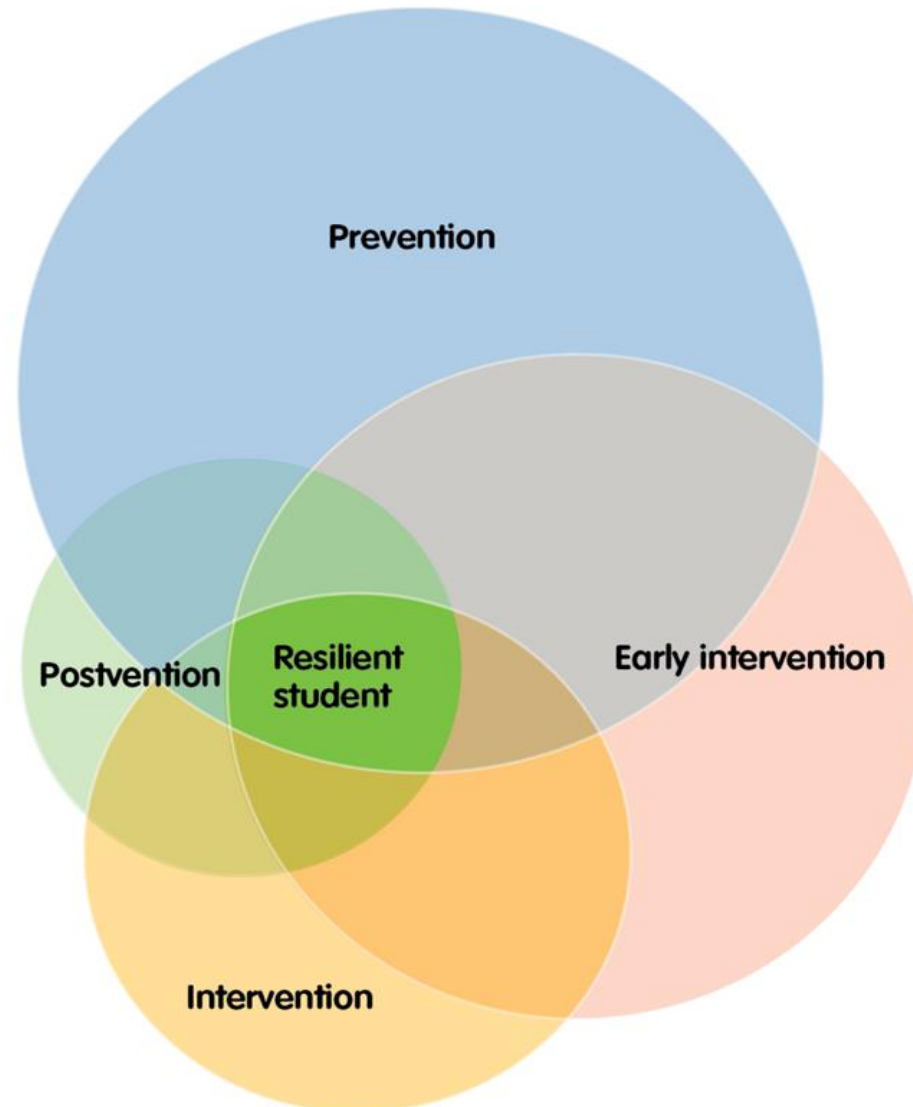 Prevention
Postvention
Resilient
student
Early intervention
Intervention